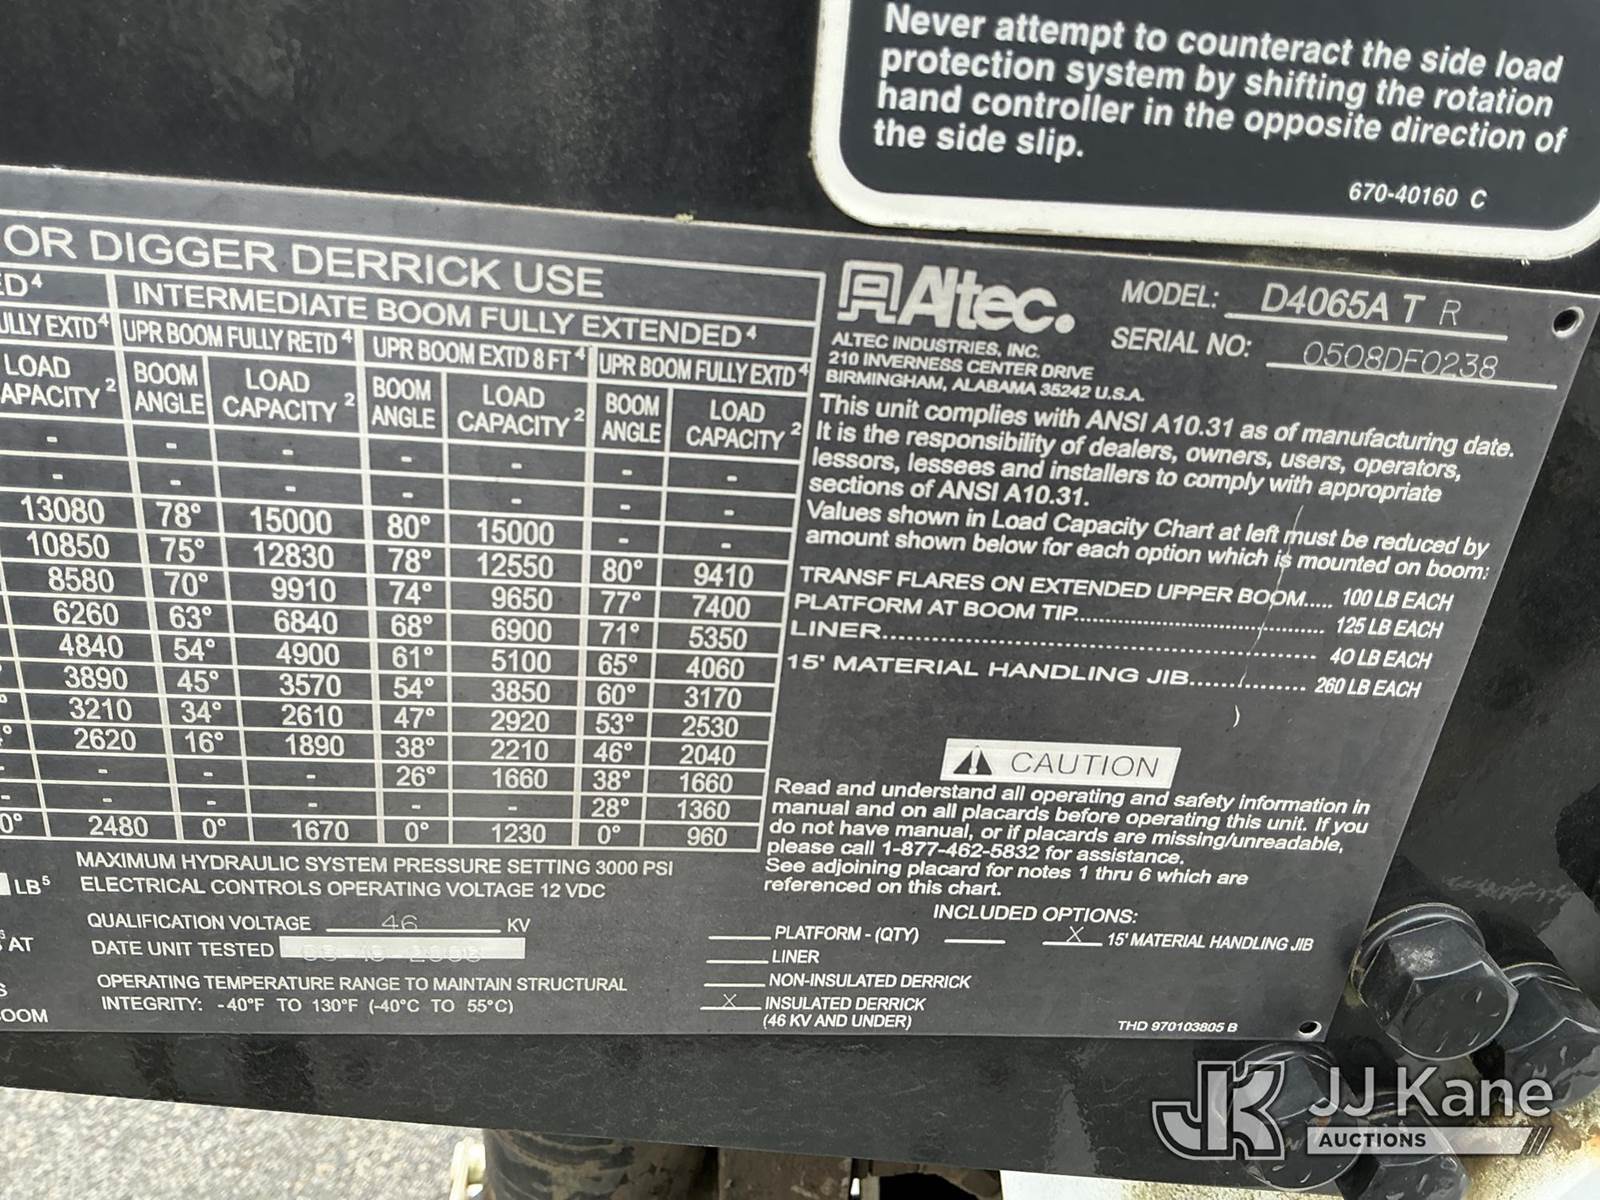 Never attempt to counteract the side load
protection system by shifting the rotation
hand controller in the opposite direction of
the side slip.
670-40160 C
OR DIGGER DERRICK USE
ED⁴ INTERMEDIATE BOOM FULLY EXTENDED⁴
ULLY EXTD⁴ UPR BOOM FULLY RETD⁴ UPR BOOM EXTD 8 FT⁴ UPR BOOM FULLY EXTD⁴
LOAD BOOM LOAD BOOM LOAD BOOM LOAD
APACITY² ANGLE CAPACITY² ANGLE CAPACITY² ANGLE CAPACITY²
- - - - - - -
- - - - - - -
13080 78° 15000 80° 15000 - -
10850 75° 12830 78° 12550 80° 9410
8580 70° 9910 74° 9650 77° 7400
6260 63° 6840 68° 6900 71° 5350
4840 54° 4900 61° 5100 65° 4060
3890 45° 3570 54° 3850 60° 3170
3210 34° 2610 47° 2920 53° 2530
2620 16° 1890 38° 2210 46° 2040
- - - 26° 1660 38° 1660
- - - - - 28° 1360
0° 2480 0° 1670 0° 1230 0° 960
MAXIMUM HYDRAULIC SYSTEM PRESSURE SETTING 3000 PSI
LB⁵ ELECTRICAL CONTROLS OPERATING VOLTAGE 12 VDC
QUALIFICATION VOLTAGE 46 KV
AT DATE UNIT TESTED
OPERATING TEMPERATURE RANGE TO MAINTAIN STRUCTURAL
OOM INTEGRITY: -40°F TO 130°F (-40°C TO 55°C)
Altec.
MODEL: D4065A T R
ALTEC INDUSTRIES, INC.
210 INVERNESS CENTER DRIVE
BIRMINGHAM, ALABAMA 35242 U.S.A.
SERIAL NO: 0508DF0238
This unit complies with ANSI A10.31 as of manufacturing date.
It is the responsibility of dealers, owners, users, operators,
lessors, lessees and installers to comply with appropriate
sections of ANSI A10.31.
Values shown in Load Capacity Chart at left must be reduced by
amount shown below for each option which is mounted on boom:
TRANSF FLARES ON EXTENDED UPPER BOOM..... 100 LB EACH
PLATFORM AT BOOM TIP................................ 125 LB EACH
LINER....................................................... 40 LB EACH
15' MATERIAL HANDLING JIB............... 260 LB EACH
CAUTION
Read and understand all operating and safety information in
manual and on all placards before operating this unit. If you
do not have manual, or if placards are missing/unreadable,
please call 1-877-462-5832 for assistance.
See adjoining placard for notes 1 thru 6 which are
referenced on this chart.
INCLUDED OPTIONS:
PLATFORM - (QTY) X 15' MATERIAL HANDLING JIB
LINER
NON-INSULATED DERRICK
X INSULATED DERRICK
(46 KV AND UNDER)
THD 970103805 B
JK JJ Kane
AUCTIONS